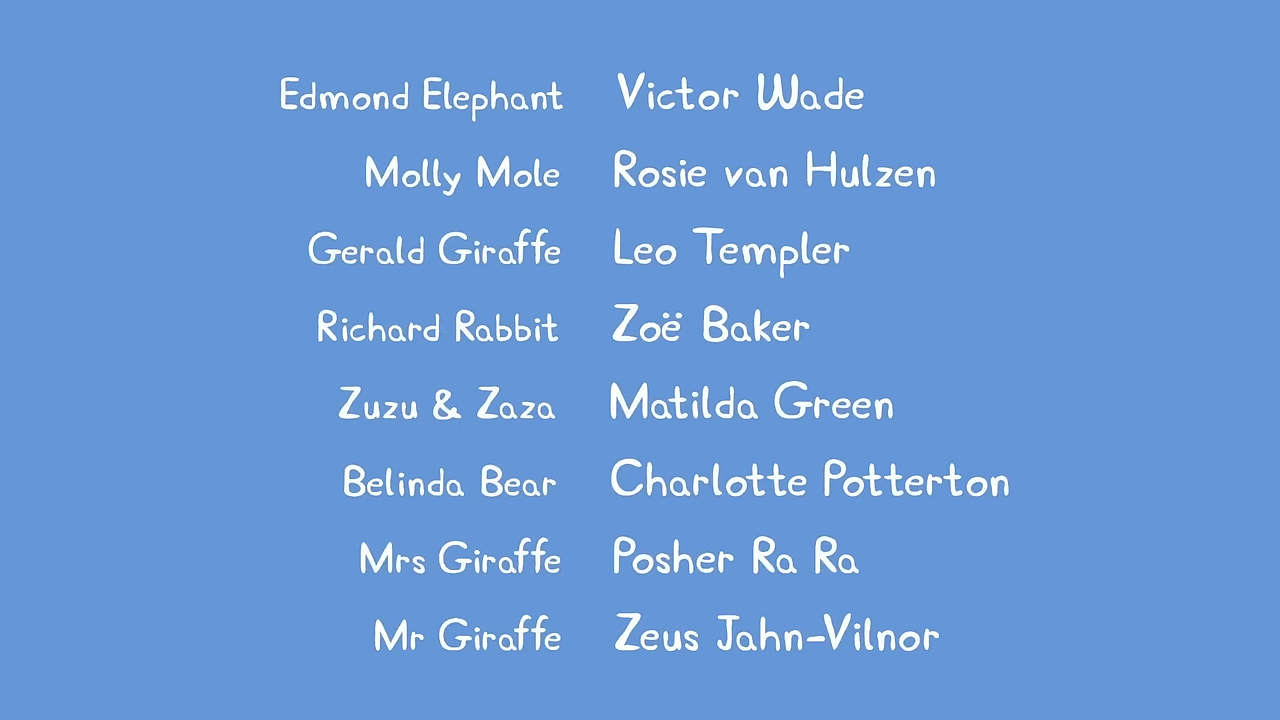 Edmond Elephant Victor Wade
Molly Mole Rosie van Hulzen
Gerald Giraffe Leo Templer
Richard Rabbit Zoë Baker
Zuzu & Zaza Matilda Green
Belinda Bear Charlotte Potterton
Mrs Giraffe Posher Ra Ra
Mr Giraffe Zeus Jahn-Vilnor